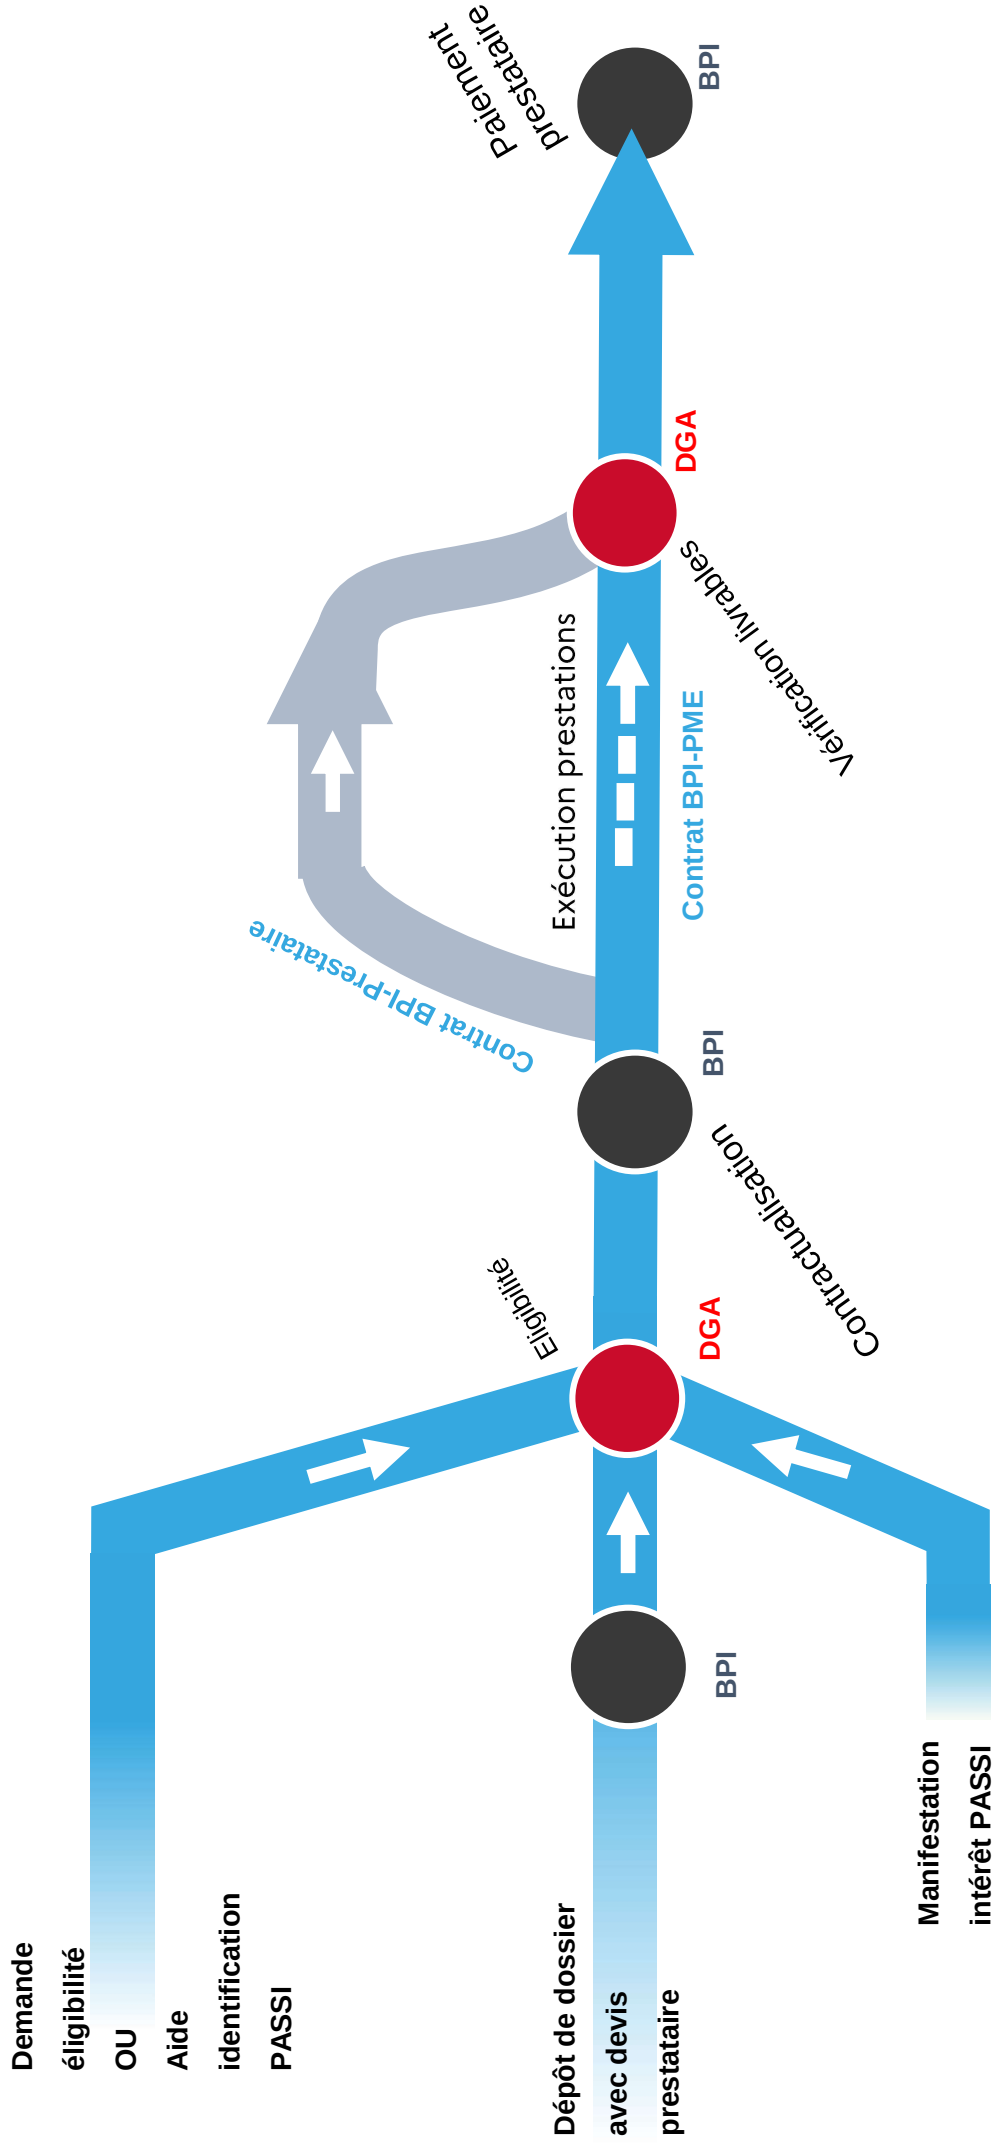 Demande
éligibilité
OU
Aide
identification
PASSI
Dépôt de dossier
avec devis
prestataire
Manifestation
intérêt PASSI
BPI
Eligibilité
DGA
Contractualisation
BPI
Contrat BPI-Prestataire
Exécution prestations
Contrat BPI-PME
Vérification livrables
DGA
Paiement
prestataire
BPI